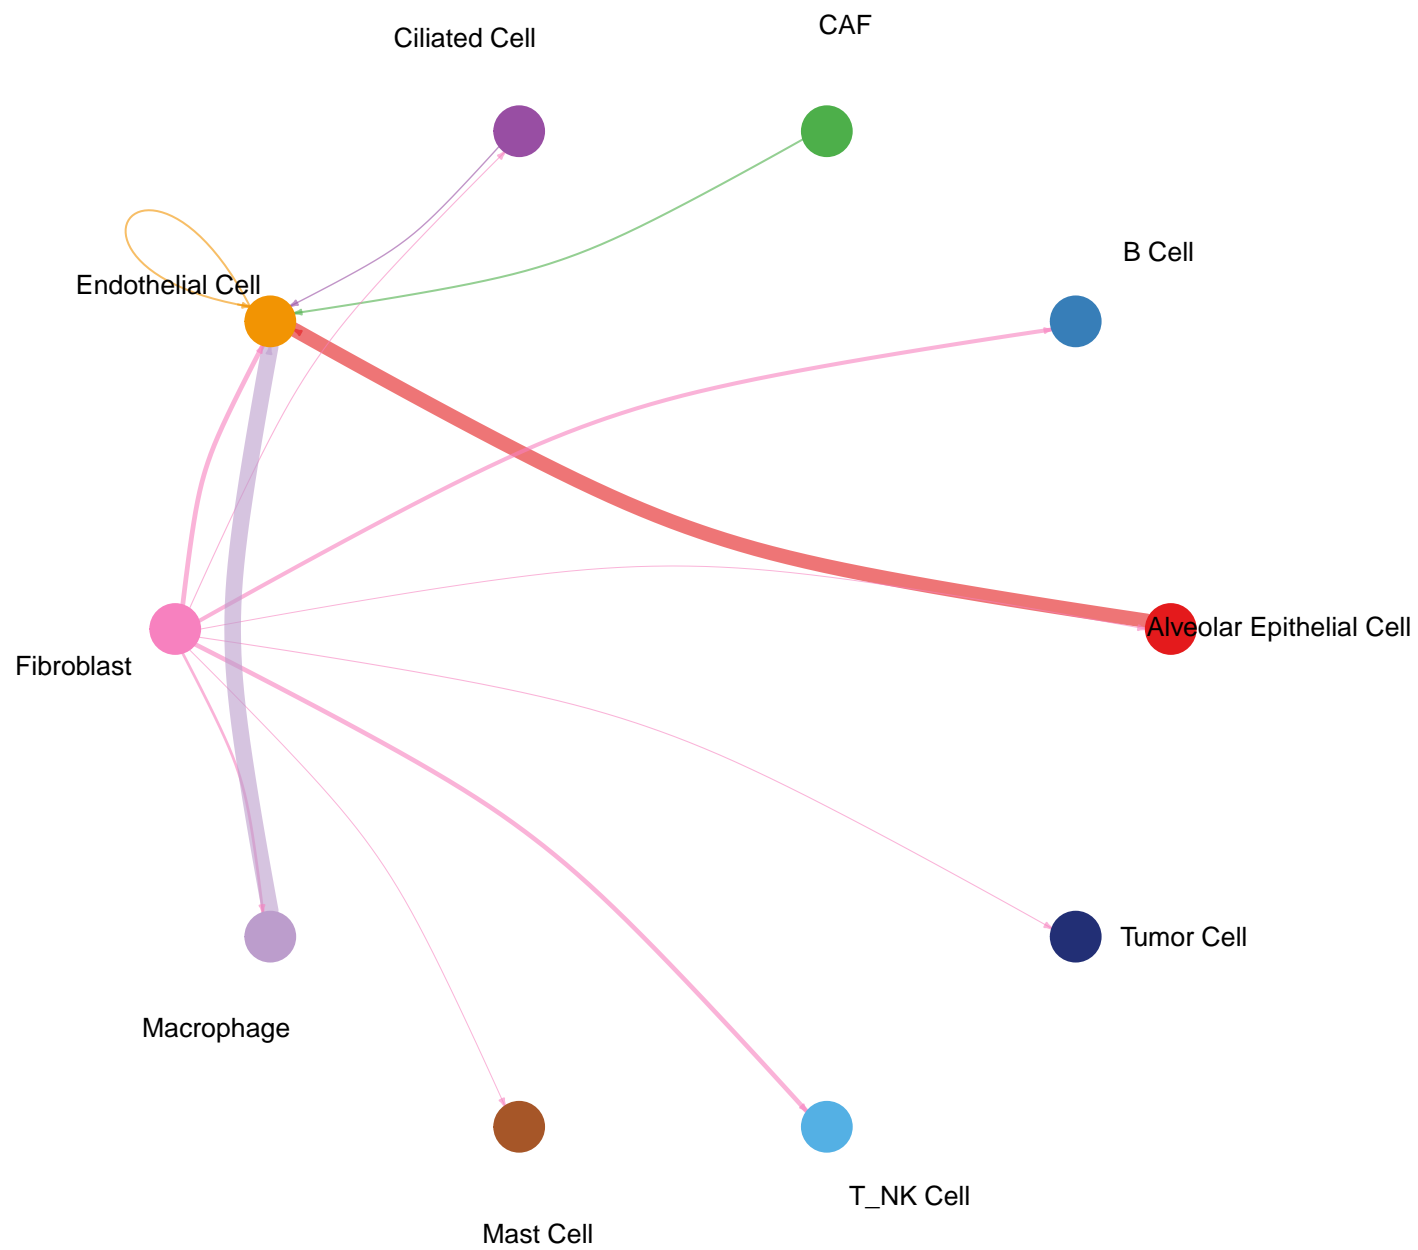 CAF
Ciliated Cell
B Cell
Endothelial Cell
Alveolar Epithelial Cell
Fibroblast
Tumor Cell
Macrophage
T_NK Cell
Mast Cell